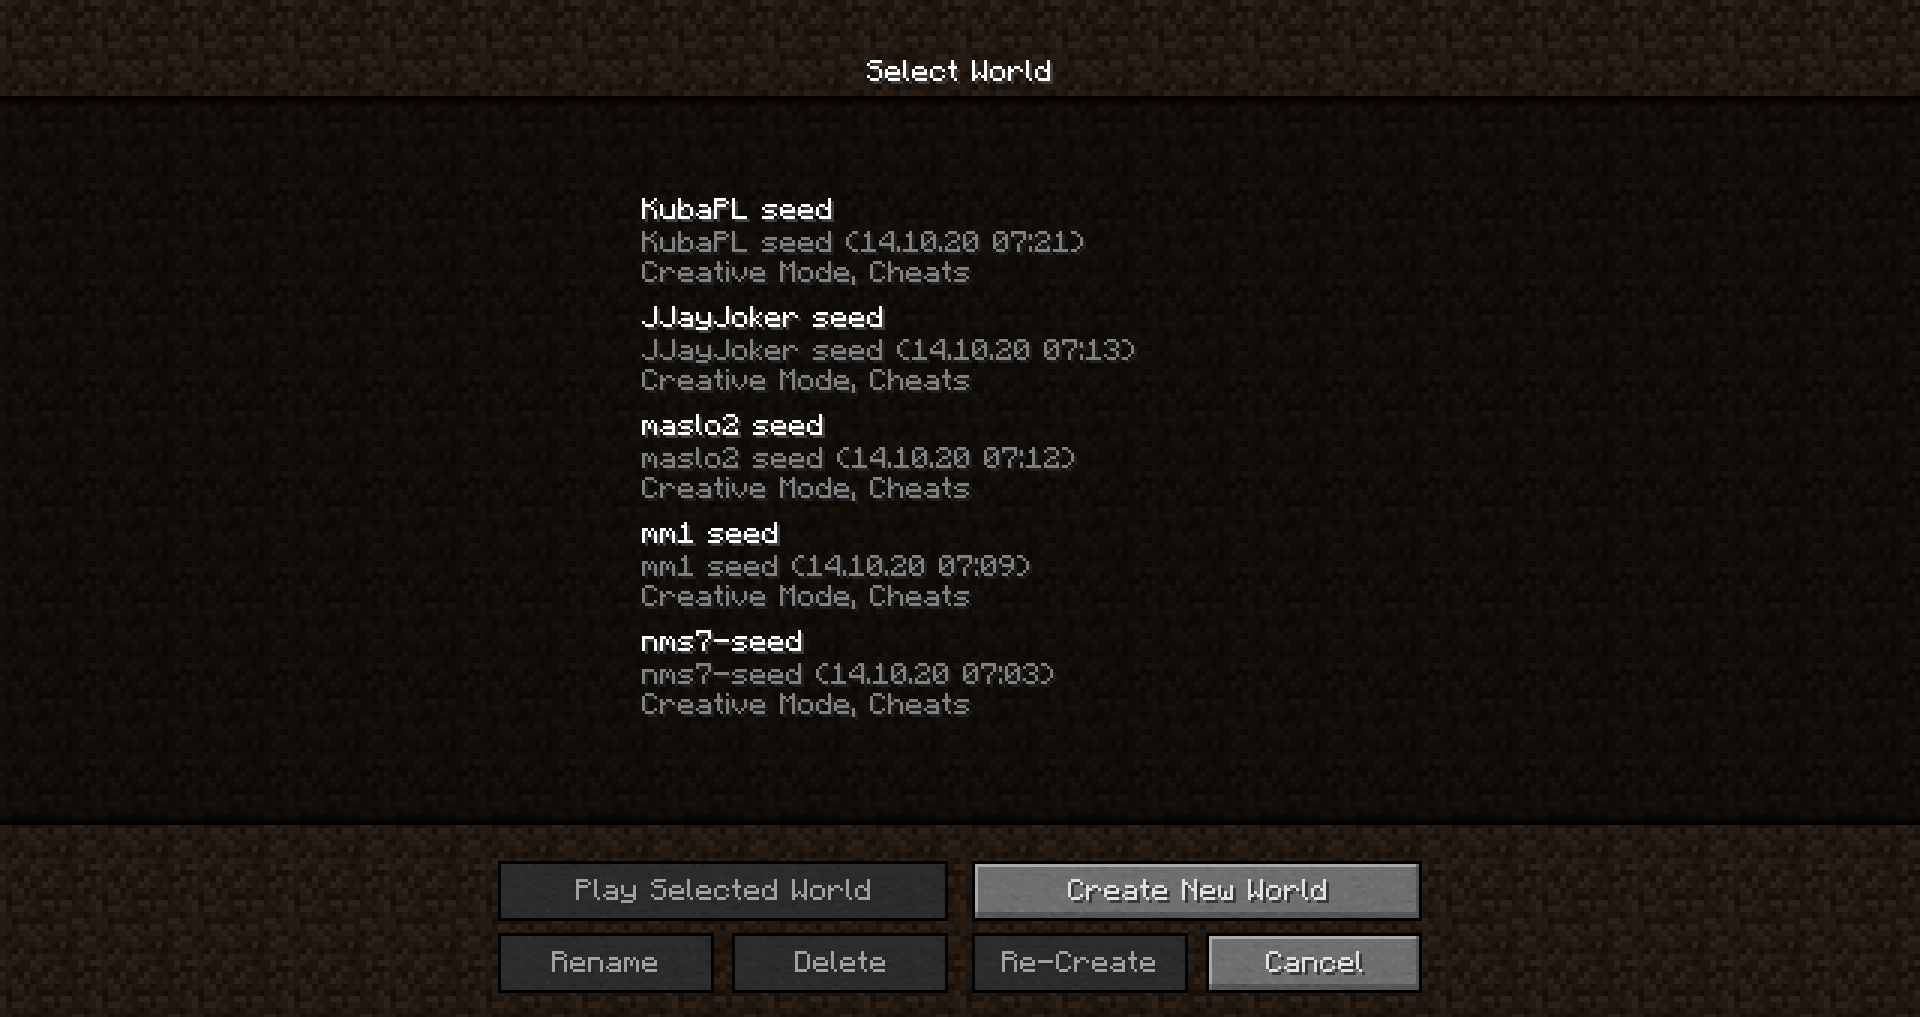 Select World
KubaPL seed
KubaPL seed (14.10.20 07:21)
Creative Mode, Cheats
JJayJoker seed
JJayJoker seed (14.10.20 07:13)
Creative Mode, Cheats
maslo2 seed
maslo2 seed (14.10.20 07:12)
Creative Mode, Cheats
mm1 seed
mm1 seed (14.10.20 07:09)
Creative Mode, Cheats
nms7-seed
nms7-seed (14.10.20 07:03)
Creative Mode, Cheats
Play Selected World
Create New World
Rename
Delete
Re-Create
Cancel